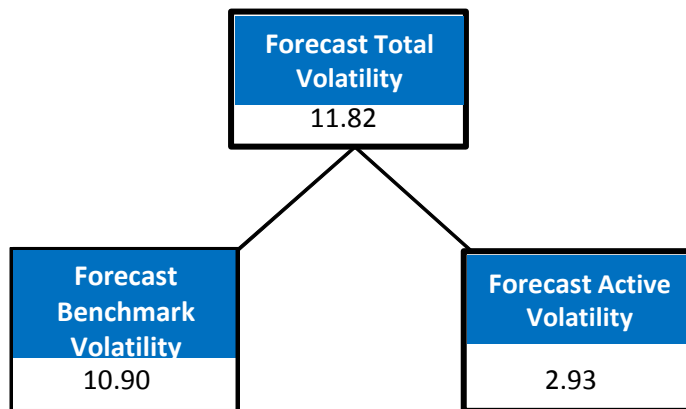 Forecast Total
Volatility
11.82
Forecast
Benchmark
Volatility
10.90
Forecast Active
Volatility
2.93